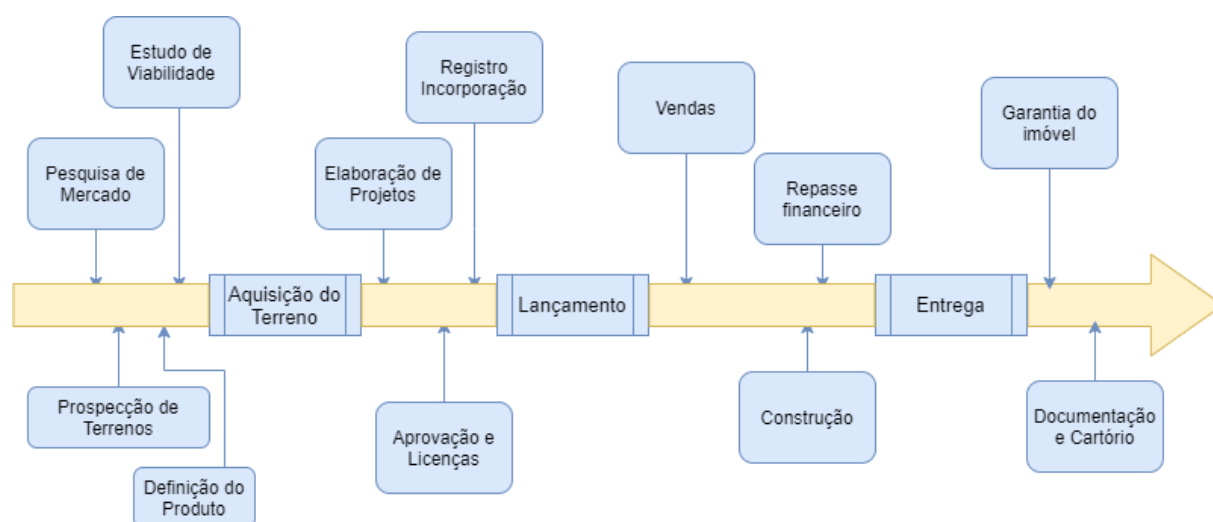 Estudo de
Viabilidade
Registro
Incorporação
Vendas
Garantia do
imóvel
Pesquisa de
Mercado
Elaboração de
Projetos
Repasse
financeiro
Aquisição do
Terreno
Lançamento
Entrega
Prospecção de
Terrenos
Aprovação e
Licenças
Construção
Documentação
e Cartório
Definição do
Produto